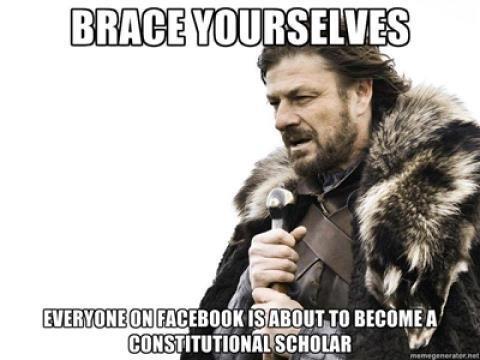 BRACE YOURSELVES
EVERYONE ON FACEBOOK IS ABOUT TO BECOME A
CONSTITUTIONAL SCHOLAR
memegenerator.net